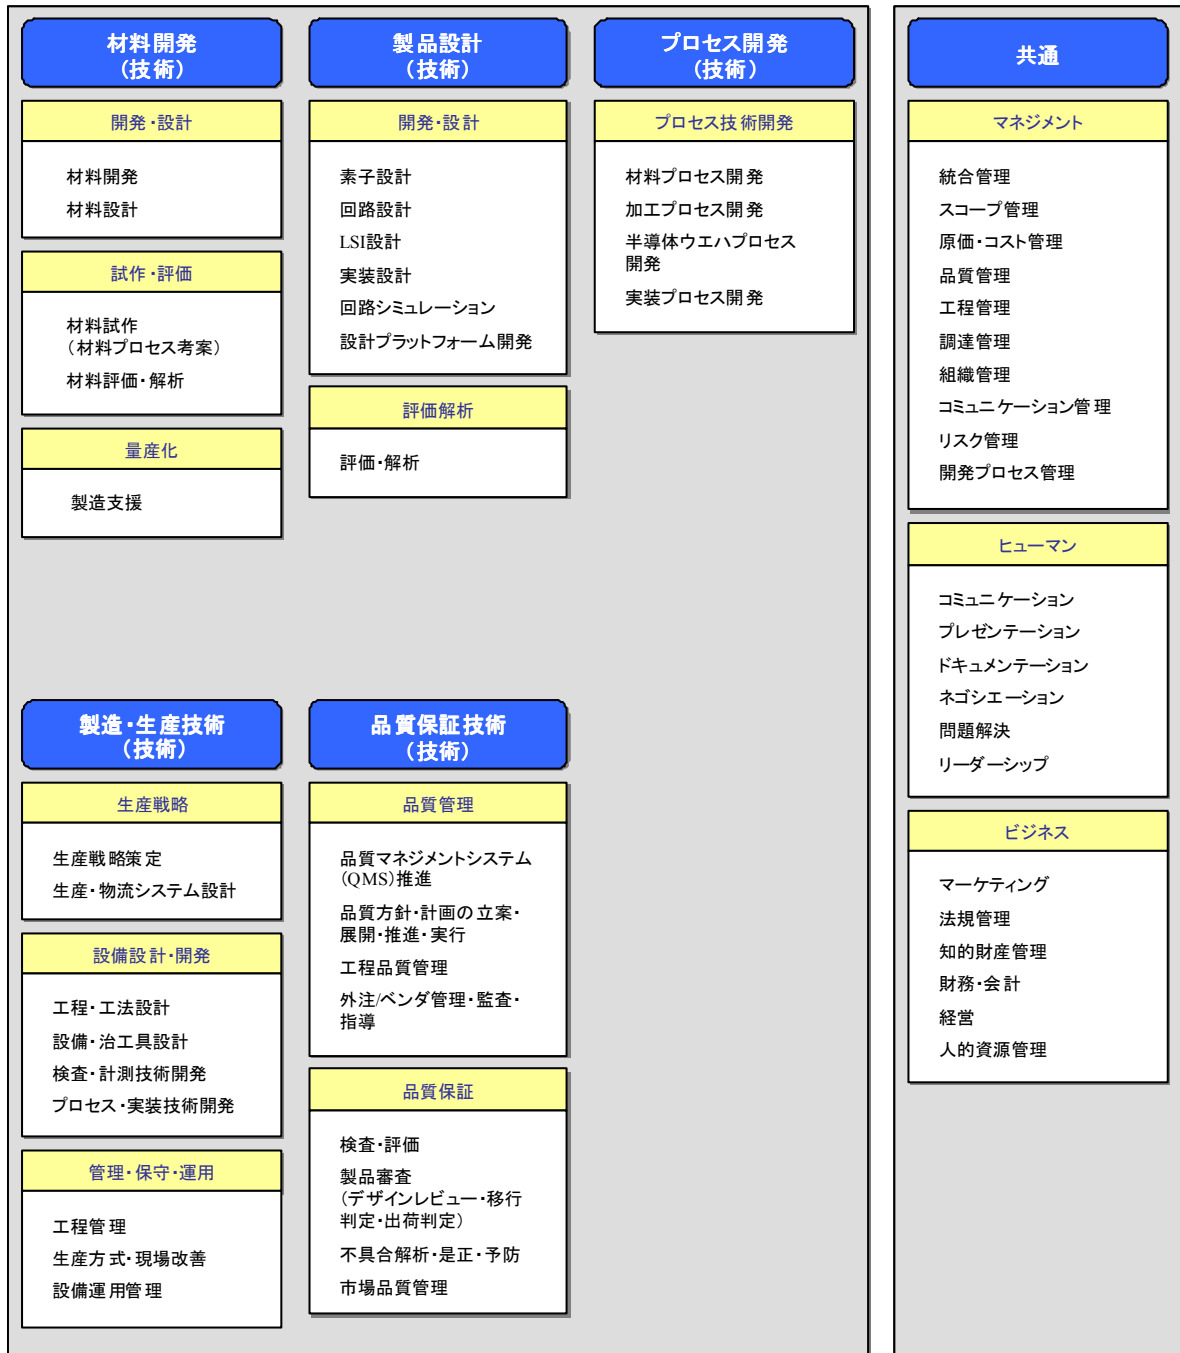 材料開発
（技術）
開発・設計
材料開発
材料設計
試作・評価
材料試作
（材料プロセス考案）
材料評価・解析
量産化
製造支援
製品設計
（技術）
開発・設計
素子設計
回路設計
LSI設計
実装設計
回路シミュレーション
設計プラットフォーム開発
評価解析
評価・解析
プロセス開発
（技術）
プロセス技術開発
材料プロセス開発
加工プロセス開発
半導体ウエハプロセス
開発
実装プロセス開発
製造・生産技術
（技術）
生産戦略
生産戦略策定
生産・物流システム設計
設備設計・開発
工程・工法設計
設備・治工具設計
検査・計測技術開発
プロセス・実装技術開発
管理・保守・運用
工程管理
生産方式・現場改善
設備運用管理
品質保証技術
（技術）
品質管理
品質マネジメントシステム
(QMS)推進
品質方針・計画の立案・
展開・推進・実行
工程品質管理
外注/ベンダ管理・監査・
指導
品質保証
検査・評価
製品審査
（デザインレビュー・移行
判定・出荷判定）
不具合解析・是正・予防
市場品質管理
共通
マネジメント
統合管理
スコープ管理
原価・コスト管理
品質管理
工程管理
調達管理
組織管理
コミュニケーション管理
リスク管理
開発プロセス管理
ヒューマン
コミュニケーション
プレゼンテーション
ドキュメンテーション
ネゴシエーション
問題解決
リーダーシップ
ビジネス
マーケティング
法規管理
知的財産管理
財務・会計
経営
人的資源管理